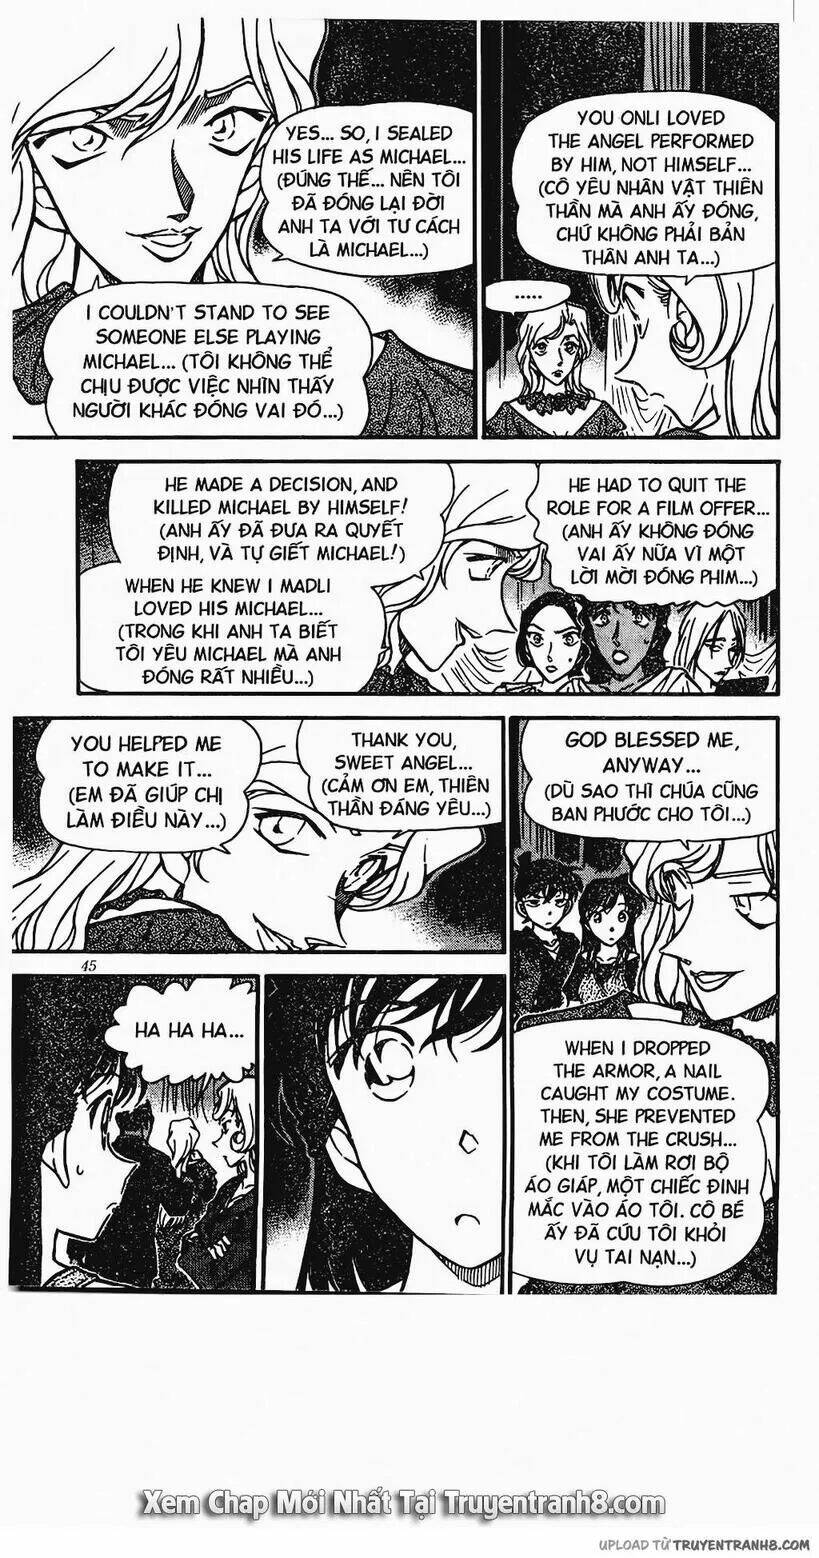 YOU ONLI LOVED
THE ANGEL PERFORMED
BY HIM, NOT HIMSELF...
(CÔ YÊU NHÂN VẬT THIÊN
THẦN MÀ ANH ẤY ĐÓNG,
CHỨ KHÔNG PHẢI BẢN
THÂN ANH TA...)
.....
YES... SO, I SEALED
HIS LIFE AS MICHAEL...
(ĐÚNG THẾ... NÊN TÔI
ĐÃ ĐÓNG LẠI ĐỜI
ANH TA VỚI TƯ CÁCH
LÀ MICHAEL...)
I COULDN'T STAND TO SEE
SOMEONE ELSE PLAYING
MICHAEL... (TÔI KHÔNG THỂ
CHỊU ĐƯỢC VIỆC NHÌN THẤY
NGƯỜI KHÁC ĐÓNG VAI ĐÓ...)
HE HAD TO QUIT THE
ROLE FOR A FILM OFFER...
(ANH ẤY KHÔNG ĐÓNG
VAI ẤY NỮA VÌ MỘT
LỜI MỜI ĐÓNG PHIM...)
HE MADE A DECISION, AND
KILLED MICHAEL BY HIMSELF!
(ANH ẤY ĐÃ ĐƯA RA QUYẾT
ĐỊNH, VÀ TỰ GIẾT MICHAEL!)
WHEN HE KNEW I MADLI
LOVED HIS MICHAEL...
(TRONG KHI ANH TA BIẾT
TÔI YÊU MICHAEL MÀ ANH
ĐÓNG RẤT NHIỀU...)
GOD BLESSED ME,
ANYWAY...
(DÙ SAO THÌ CHÚA CŨNG
BAN PHƯỚC CHO TÔI...)
WHEN I DROPPED
THE ARMOR, A NAIL
CAUGHT MY COSTUME.
THEN, SHE PREVENTED
ME FROM THE CRUSH...
(KHI TÔI LÀM RƠI BỘ
ÁO GIÁP, MỘT CHIẾC ĐINH
MẮC VÀO ÁO TÔI. CÔ BÉ
ẤY ĐÃ CỨU TÔI KHỎI
VỤ TAI NẠN...)
THANK YOU,
SWEET ANGEL...
(CẢM ƠN EM, THIÊN
THẦN ĐÁNG YÊU...)
YOU HELPED ME
TO MAKE IT...
(EM ĐÃ GIÚP CHỊ
LÀM ĐIỀU NÀY...)
45
HA HA HA...
Xem Chap Mới Nhất Tại Truyentranh8.com
UPLOAD TỪ TRUYENTRANH8.COM